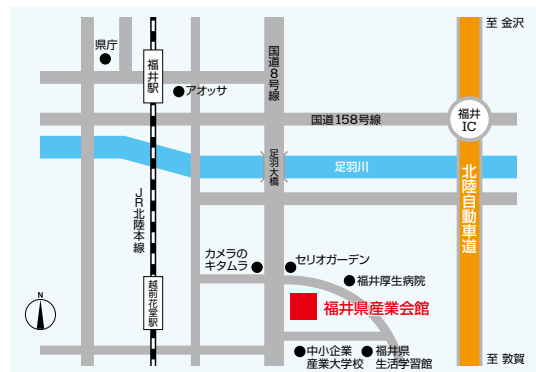 至 金沢
県庁
福井駅
アオッサ
国道8号線
国道158号線
福井
IC
足羽大橋
足羽川
北陸自動車道
JR北陸本線
カメラの
キタムラ
セリオガーデン
福井厚生病院
越前花堂駅
福井県産業会館
N
中小企業
産業大学校
福井県
生活学習館
至 敦賀